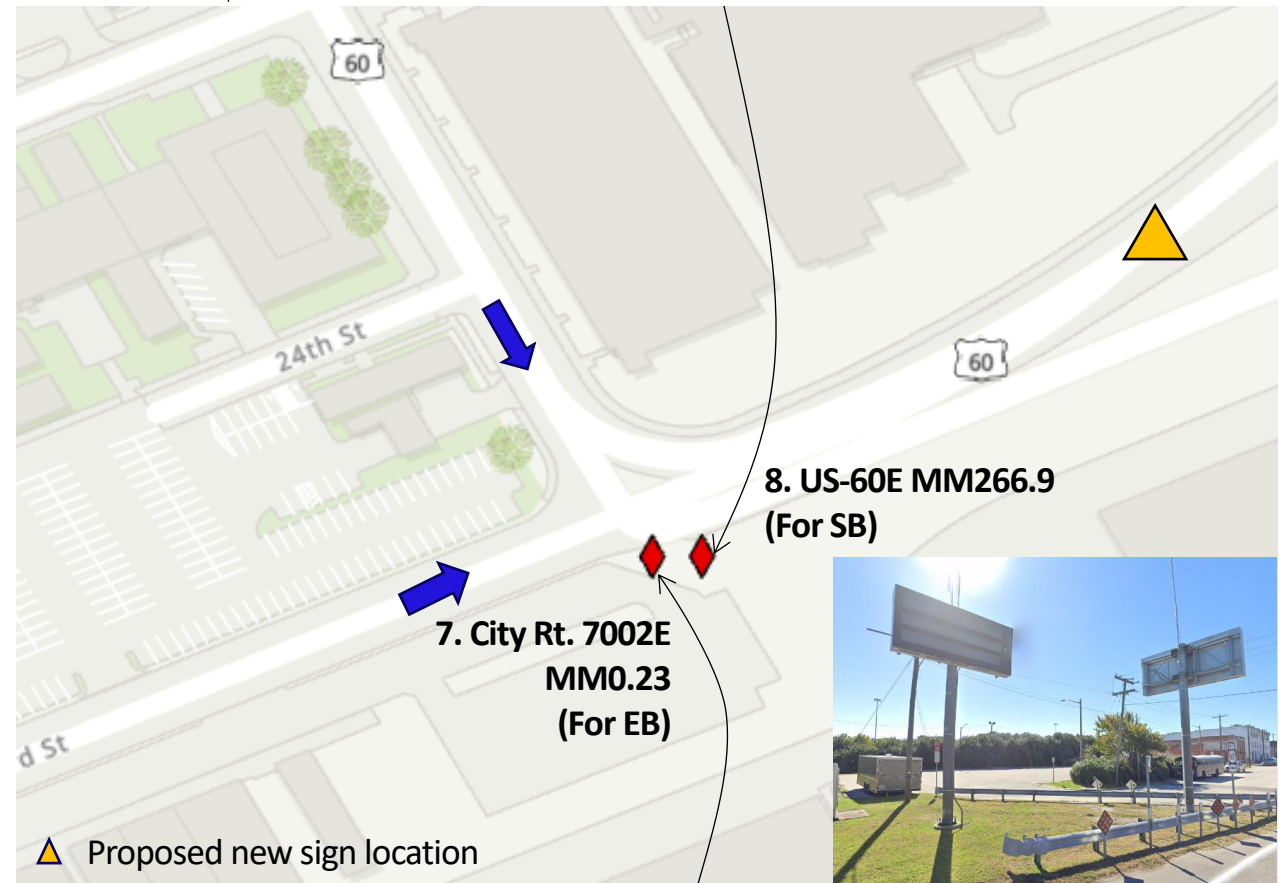 60
24th St
60
8. US-60E MM266.9
(For SB)
7. City Rt. 7002E
MM0.23
(For EB)
d St
Proposed new sign location